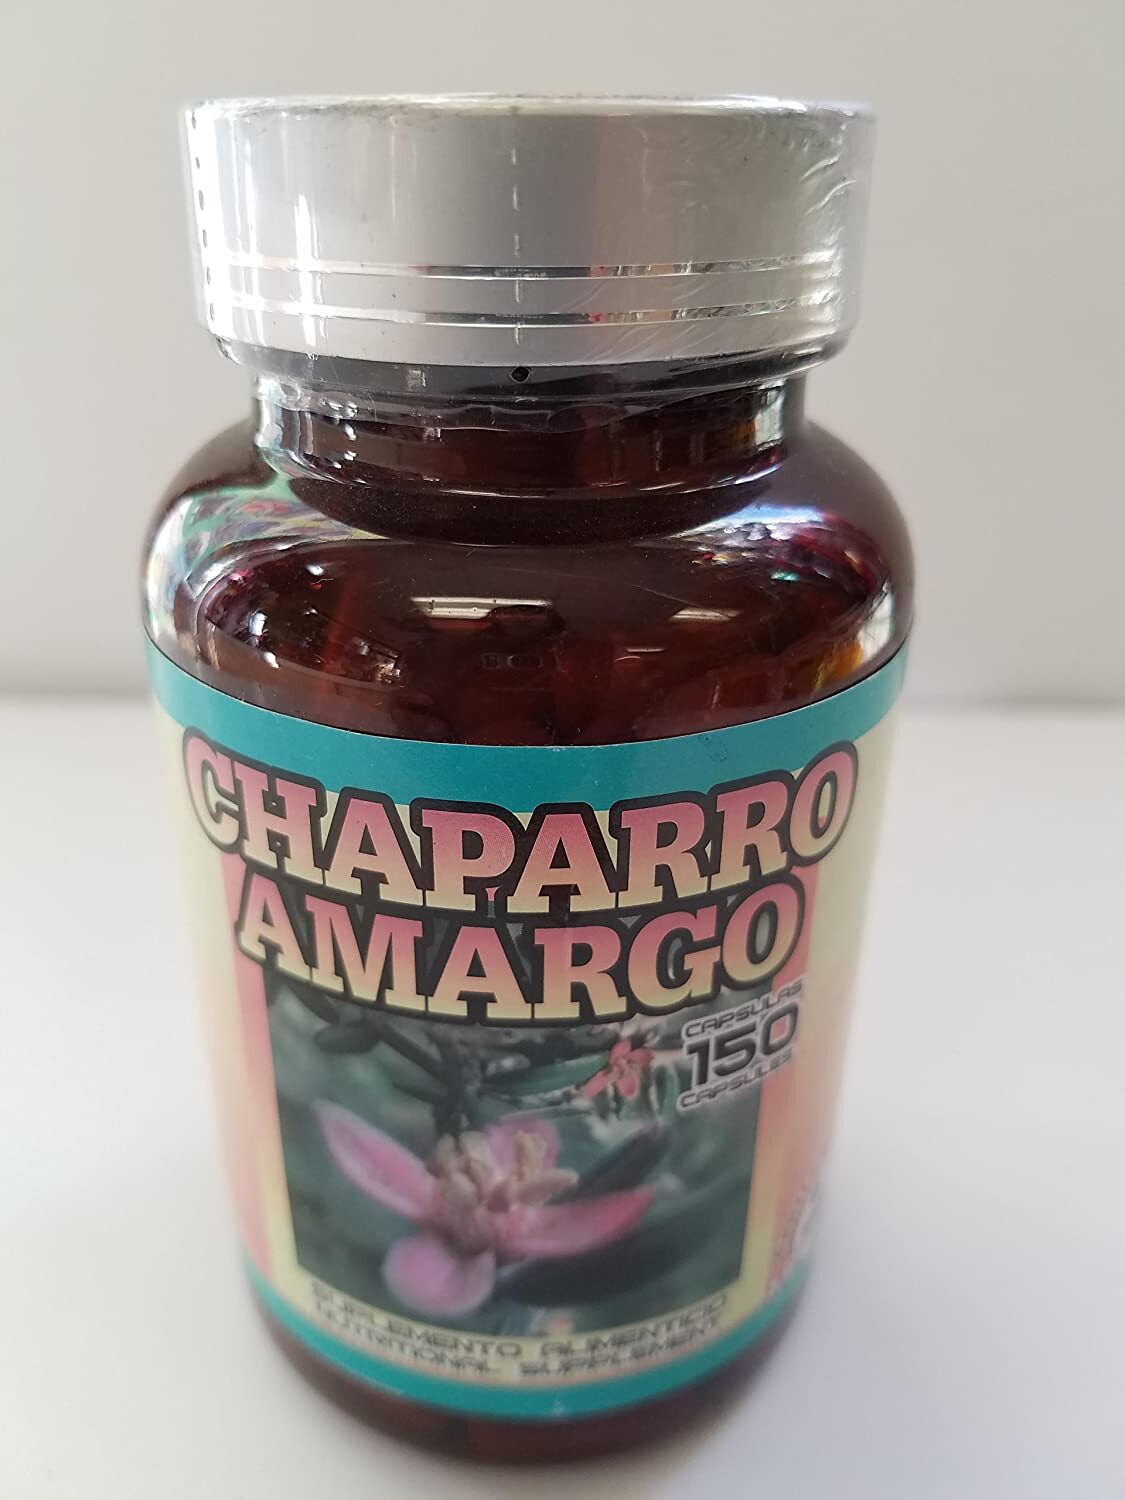 CHAPARRO
AMARGO
CAPSULAS
150
CAPSULES
SUPLEMENTO ALIMENTICIO
NUTRITIONAL SUPPLEMENT